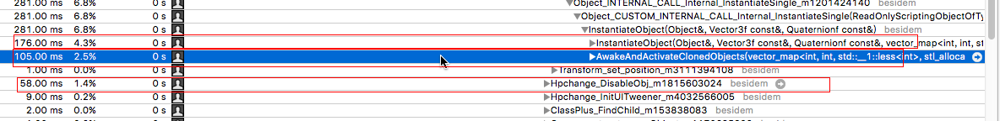 281.00 ms 6.8% 0 s Object_INTERNAL_CALL_Internal_InstantiateSingle_m1201424140 besidem
281.00 ms 6.8% 0 s ▼Object_CUSTOM_INTERNAL_CALL_Internal_InstantiateSingle(ReadOnlyScriptingObjectOfTy
281.00 ms 6.8% 0 s ▼InstantiateObject(Object&, Vector3f const&, Quaternionf const&) besidem
176.00 ms 4.3% 0 s ▶InstantiateObject(Object&, Vector3f const&, Quaternionf const&, vector_map<int, int, st
105.00 ms 2.5% 0 s ▶AwakeAndActivateClonedObjects(vector_map<int, int, std::__1::less<int>, stl_alloca
1.00 ms 0.0% 0 s ▶Transform_set_position_m3111394108 besidem
58.00 ms 1.4% 0 s ▶Hpchange_DisableObj_m1815603024 besidem
9.00 ms 0.2% 0 s ▶Hpchange_InitUITweener_m4032566005 besidem
2.00 ms 0.0% 0 s ▶ClassPlus_FindChild_m153838083 besidem